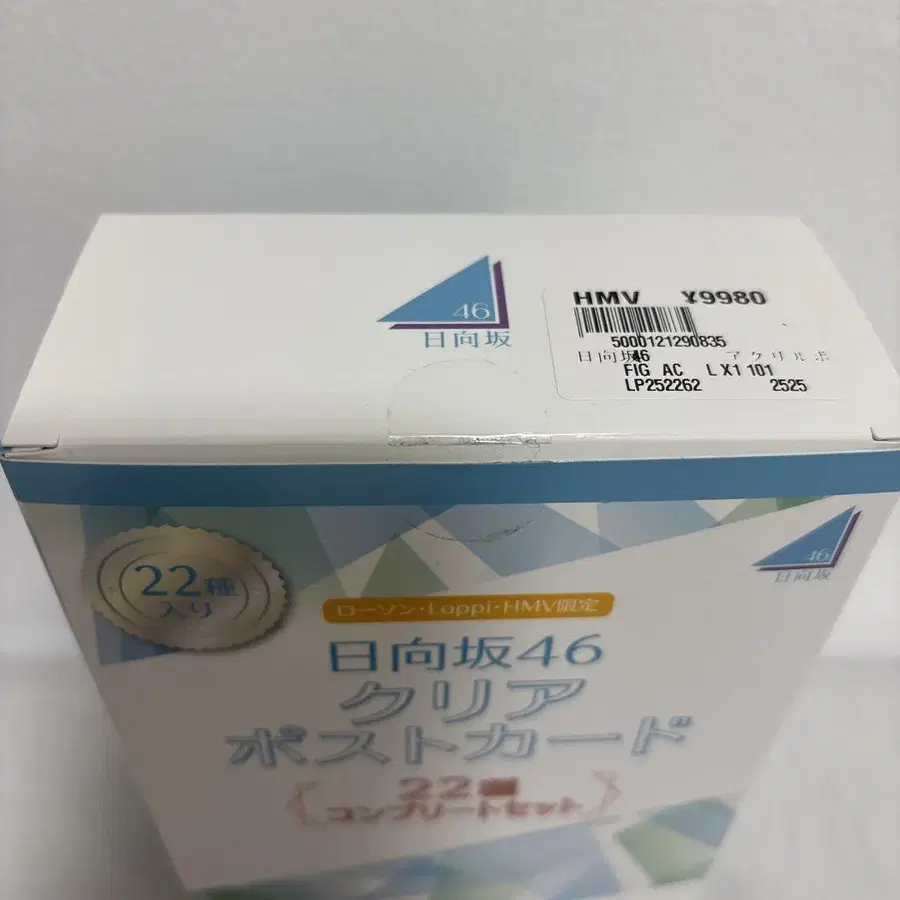 46
日向坂
HMV ¥9980
5000121290835
日向坂46 アクリルポ
FIG AC L X1 101
LP252262 2525
22種
入り
46
日向坂
ローソン・Loppi・HMV限定
日向坂46
クリア
ポストカード
22種
コンプリートセット